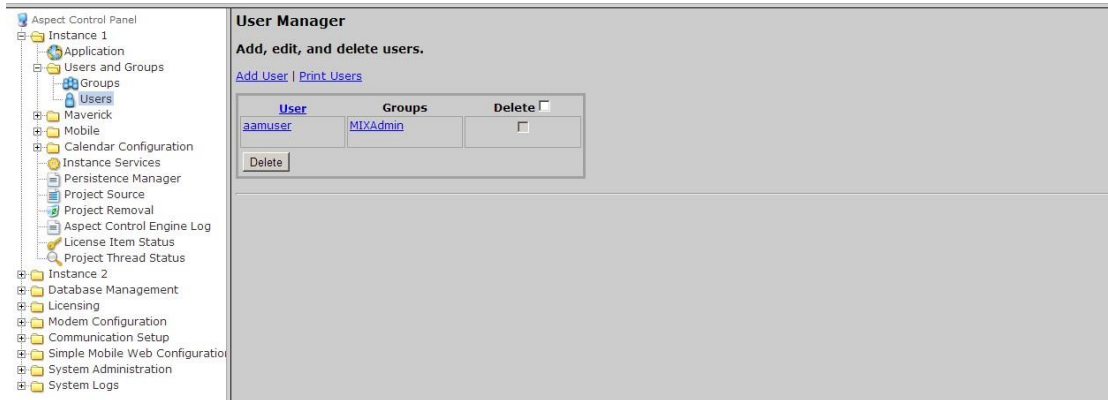 Aspect Control Panel
Instance 1
Application
Users and Groups
Groups
Users
Maverick
Mobile
Calendar Configuration
Instance Services
Persistence Manager
Project Source
Project Removal
Aspect Control Engine Log
License Item Status
Project Thread Status
Instance 2
Database Management
Licensing
Modem Configuration
Communication Setup
Simple Mobile Web Configuratio
System Administration
System Logs
User Manager
Add, edit, and delete users.
Add User | Print Users
User Groups Delete
aamuser MIXAdmin
Delete